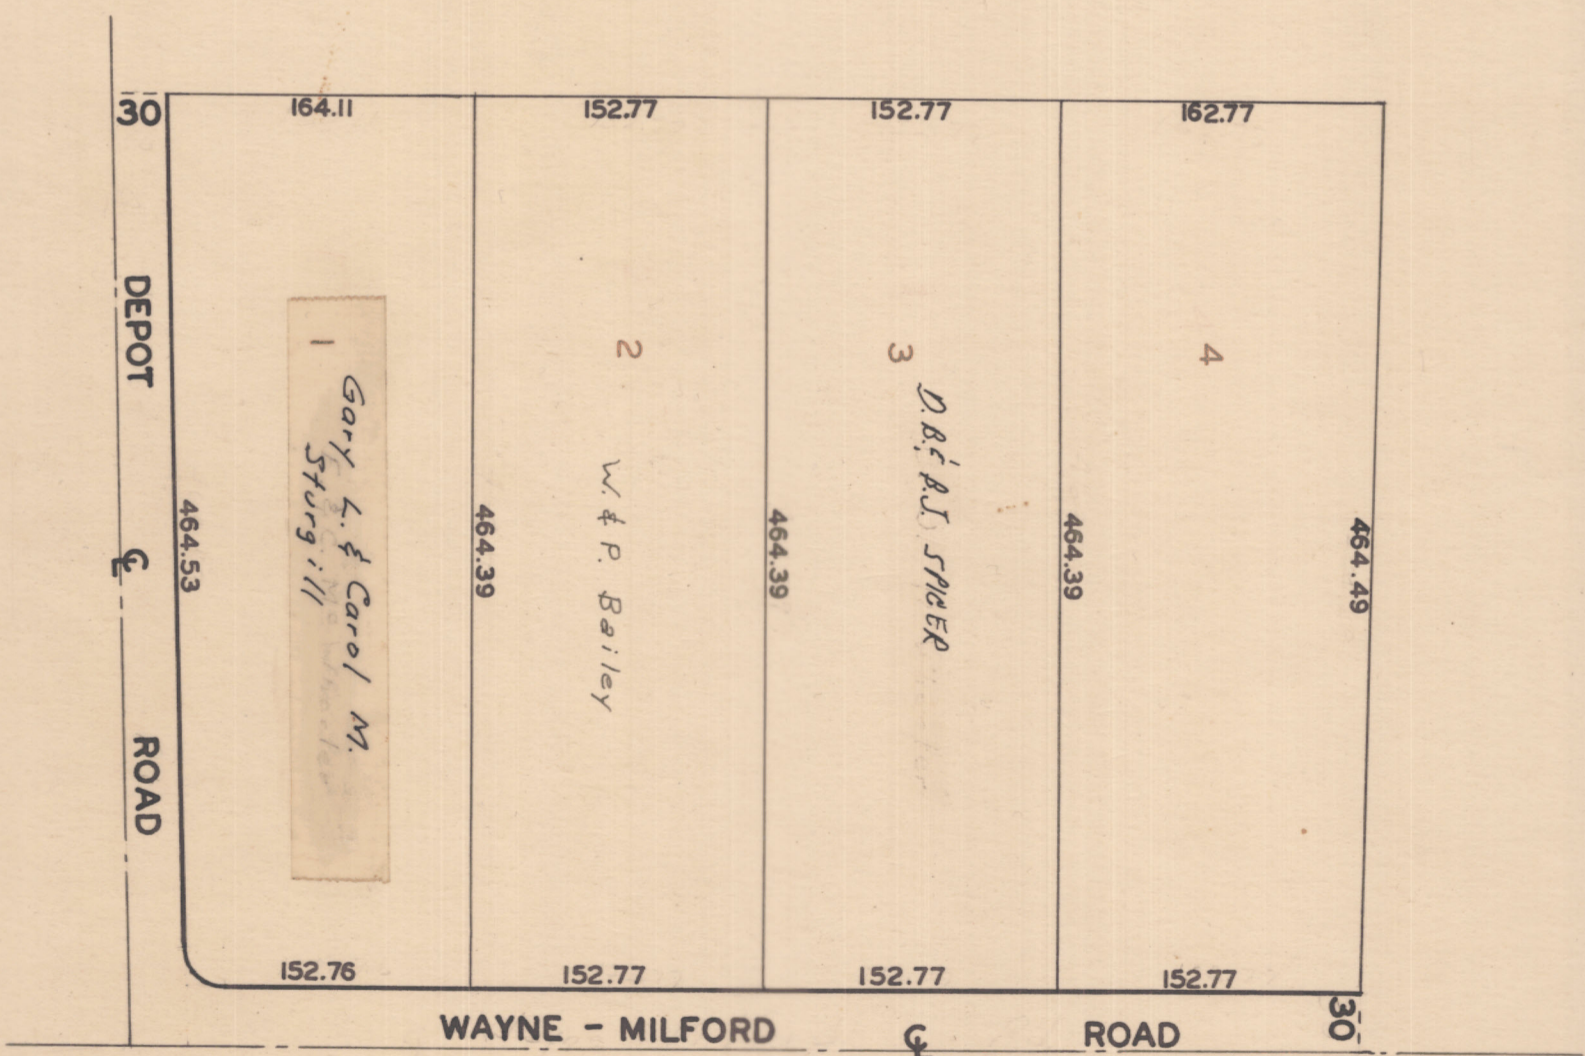 30
164.11
152.77
152.77
162.77
DEPOT
℄
ROAD
464.53
1
Gary L. & Carol M.
Sturgill
464.39
2
W. & P. Bailey
464.39
3
D.B. & B.J. SPICER
464.39
4
464.49
152.76
152.77
152.77
152.77
30
WAYNE - MILFORD ℄ ROAD